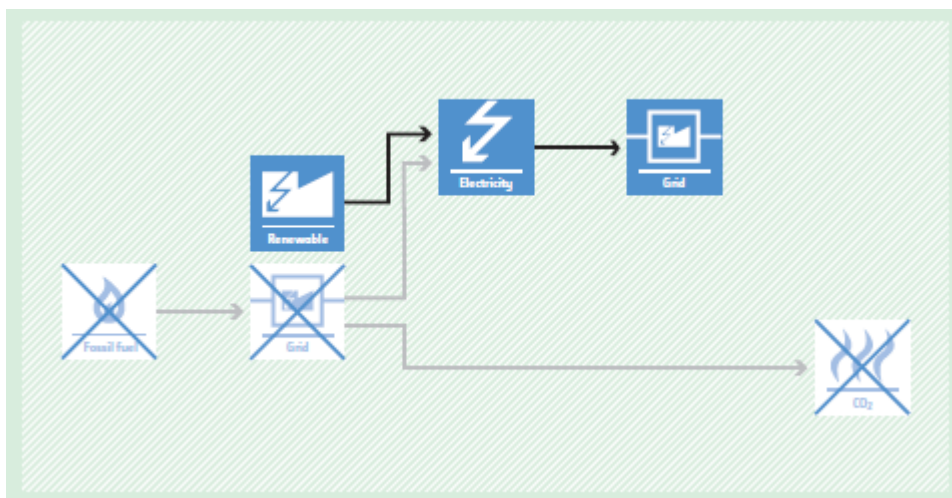 Electricity
Grid
Renewable
Fossil fuel
Grid
CO₂